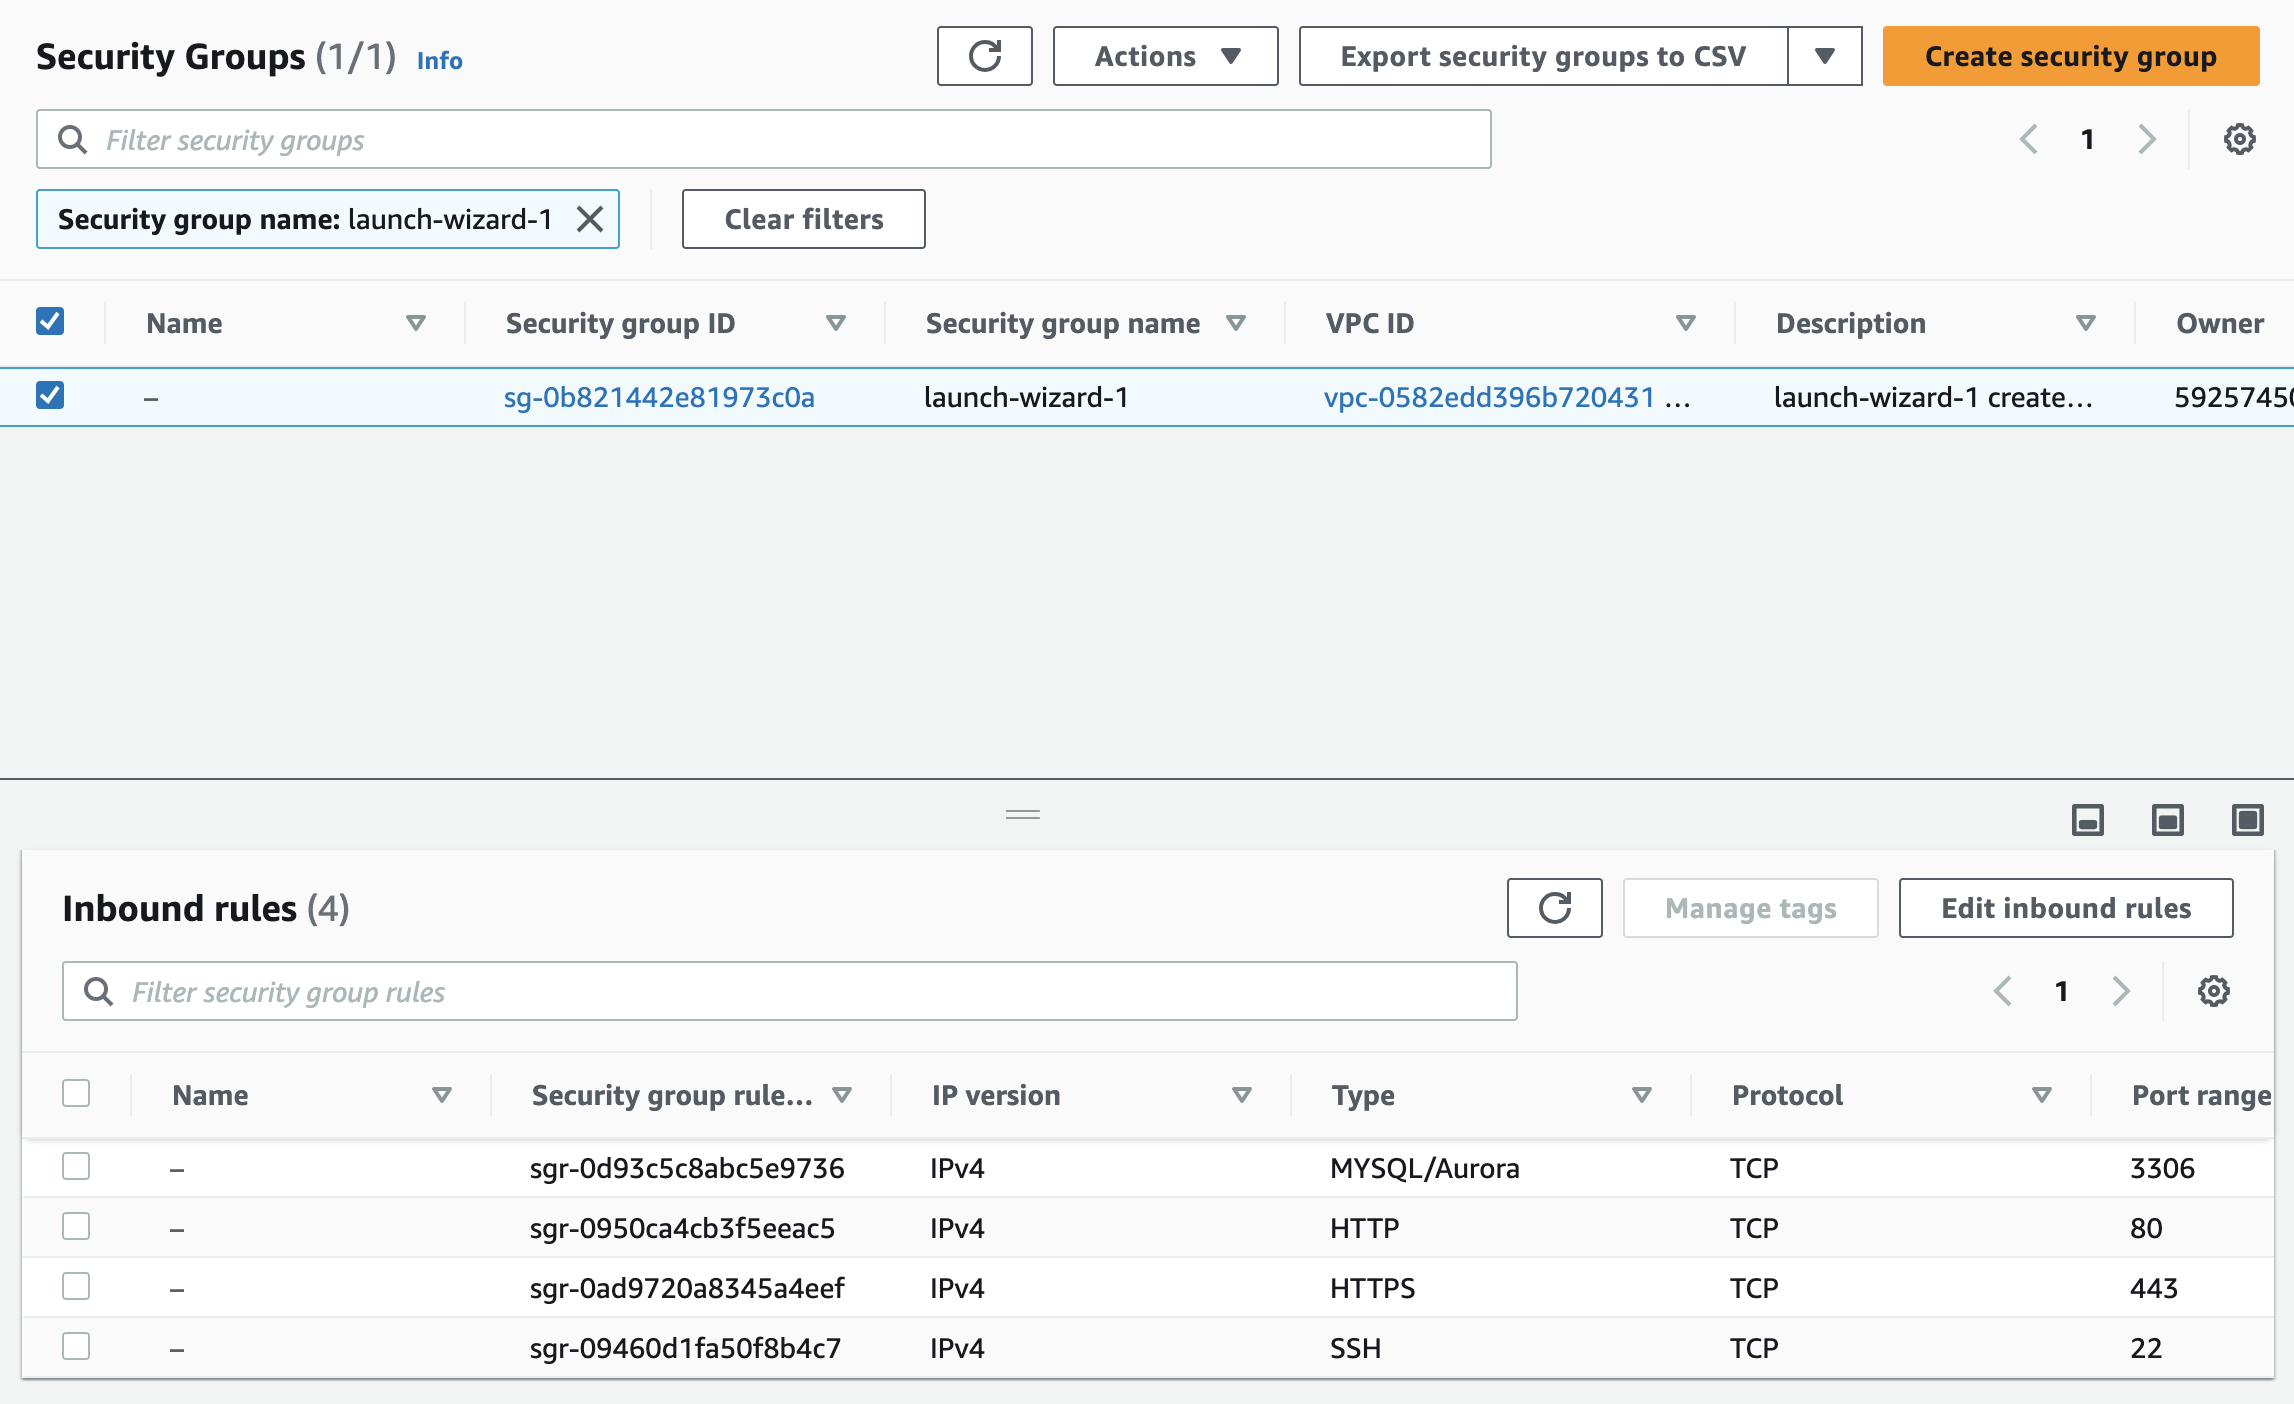 Security Groups (1/1) Info
Actions
Export security groups to CSV
Create security group
Filter security groups
1
Security group name: launch-wizard-1
Clear filters
Name Security group ID Security group name VPC ID Description Owner
– sg-0b821442e81973c0a launch-wizard-1 vpc-0582edd396b720431 ... launch-wizard-1 create... 5925745
Inbound rules (4)
Manage tags
Edit inbound rules
Filter security group rules
1
Name Security group rule... IP version Type Protocol Port range
– sgr-0d93c5c8abc5e9736 IPv4 MYSQL/Aurora TCP 3306
– sgr-0950ca4cb3f5eeac5 IPv4 HTTP TCP 80
– sgr-0ad9720a8345a4eef IPv4 HTTPS TCP 443
– sgr-09460d1fa50f8b4c7 IPv4 SSH TCP 22